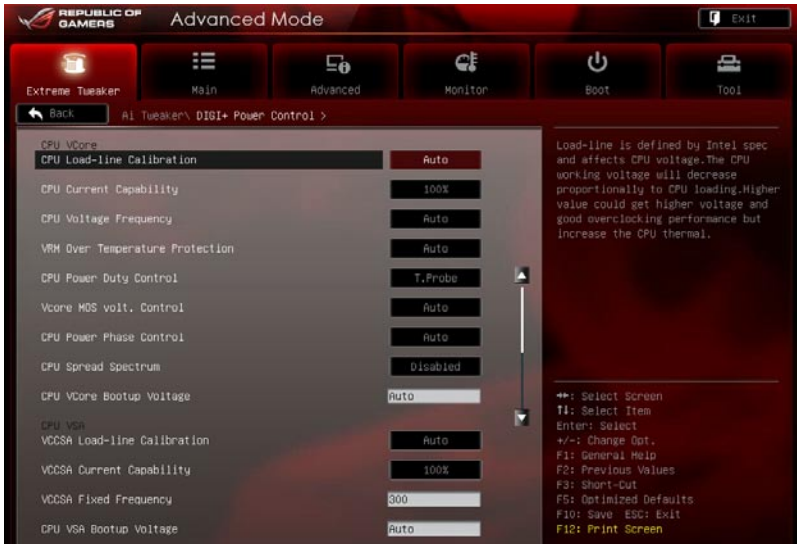 REPUBLIC OF
GAMERS
Advanced Mode
Exit
Extreme Tweaker
Main
Advanced
Monitor
Boot
Tool
Back
Ai Tweaker\ DIGI+ Power Control >
CPU VCore
CPU Load-line Calibration Auto
CPU Current Capability 100%
CPU Voltage Frequency Auto
VRM Over Temperature Protection Auto
CPU Power Duty Control T.Probe
Vcore MOS volt. Control Auto
CPU Power Phase Control Auto
CPU Spread Spectrum Disabled
CPU VCore Bootup Voltage Auto
CPU VSA
VCCSA Load-line Calibration Auto
VCCSA Current Capability 100%
VCCSA Fixed Frequency 300
CPU VSA Bootup Voltage Auto
Load-line is defined by Intel spec
and affects CPU voltage.The CPU
working voltage will decrease
proportionally to CPU loading.Higher
value could get higher voltage and
good overclocking performance but
increase the CPU thermal.
→←: Select Screen
↑↓: Select Item
Enter: Select
+/-: Change Opt.
F1: General Help
F2: Previous Values
F3: Short-Cut
F5: Optimized Defaults
F10: Save ESC: Exit
F12: Print Screen